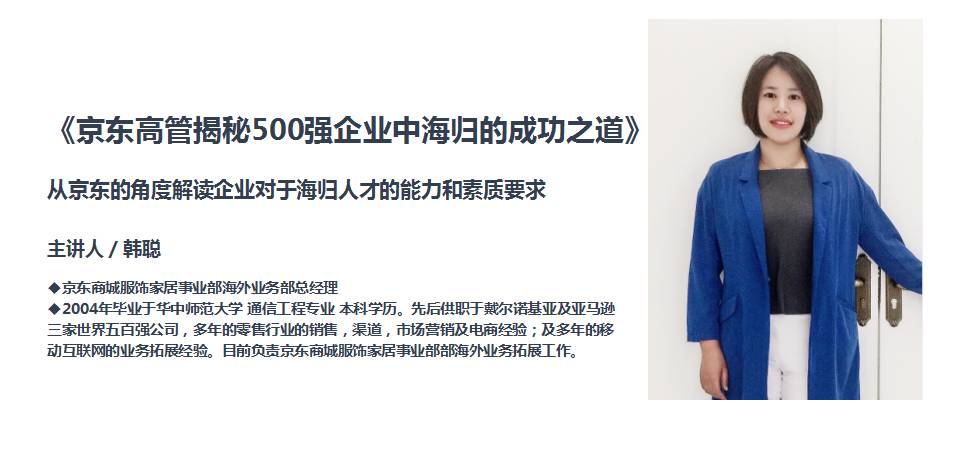 《京东高管揭秘500强企业中海归的成功之道》
从京东的角度解读企业对于海归人才的能力和素质要求
主讲人 / 韩聪
◆京东商城服饰家居事业部海外业务部总经理
◆2004年毕业于华中师范大学 通信工程专业 本科学历。先后供职于戴尔诺基亚及亚马逊
三家世界五百强公司，多年的零售行业的销售，渠道，市场营销及电商经验；及多年的移
动互联网的业务拓展经验。目前负责京东商城服饰家居事业部部海外业务拓展工作。